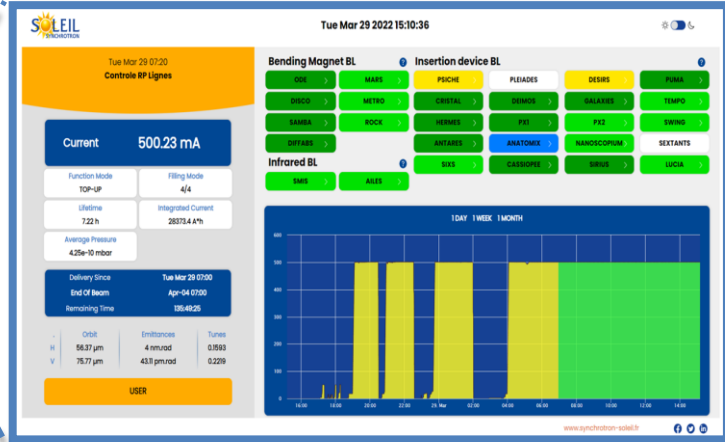 SOLEIL
SYNCHROTRON
Tue Mar 29 2022 15:10:36
Tue Mar 29 07:20
Controle RP Lignes
Current 500.23 mA
Function Mode Filling Mode
TOP-UP 4/4
Lifetime Integrated Current
7.22 h 28373.4 A*h
Average Pressure
4.25e-10 mbar
Delivery Since Tue Mar 29 07:00
End Of Beam Apr-04 07:00
Remaining Time 135:49:25
. Orbit Emittances Tunes
H 56.37 µm 4 nm.rad 0.1593
V 75.77 µm 43.11 pm.rad 0.2219
USER
Bending Magnet BL ? Insertion device BL ?
ODE > MARS > PSICHE > PLEIADES DESIRS > PUMA >
DISCO > METRO > CRISTAL > DEIMOS > GALAXIES > TEMPO >
SAMBA > ROCK > HERMES > PX1 > PX2 > SWING >
DIFFABS > ANTARES > ANATOMIX > NANOSCOPIUM > SEXTANTS
Infrared BL ? SIXS > CASSIOPEE > SIRIUS > LUCIA >
SMIS > AILES >
1 DAY 1 WEEK 1 MONTH
600
500
400
300
200
100
0
16:00 18:00 20:00 22:00 29. Mar 02:00 04:00 06:00 08:00 10:00 12:00 14:00
www.synchrotron-soleil.fr